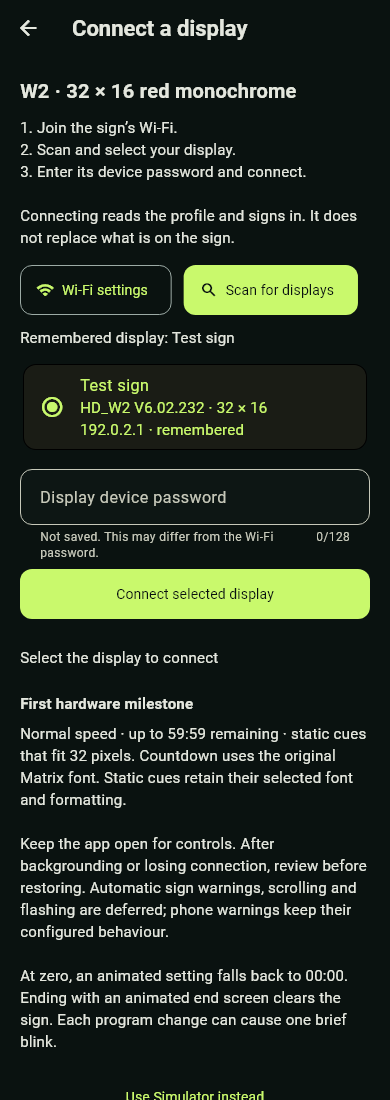 Connect a display
W2 · 32 × 16 red monochrome
1. Join the sign’s Wi-Fi.
2. Scan and select your display.
3. Enter its device password and connect.
Connecting reads the profile and signs in. It does
not replace what is on the sign.
Wi-Fi settings
Scan for displays
Remembered display: Test sign
Test sign
HD_W2 V6.02.232 · 32 × 16
192.0.2.1 · remembered
Display device password
Not saved. This may differ from the Wi-Fi
password.
0/128
Connect selected display
Select the display to connect
First hardware milestone
Normal speed · up to 59:59 remaining · static cues
that fit 32 pixels. Countdown uses the original
Matrix font. Static cues retain their selected font
and formatting.
Keep the app open for controls. After
backgrounding or losing connection, review before
restoring. Automatic sign warnings, scrolling and
flashing are deferred; phone warnings keep their
configured behaviour.
At zero, an animated setting falls back to 00:00.
Ending with an animated end screen clears the
sign. Each program change can cause one brief
blink.
Use Simulator instead